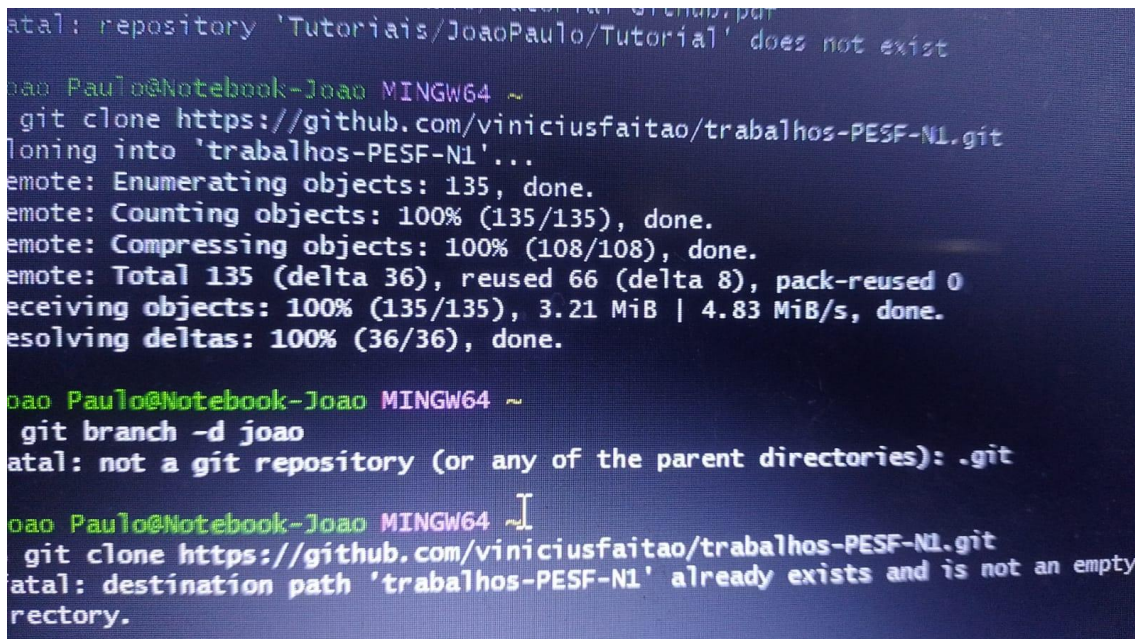 Github.pdf
atal: repository 'Tutoriais/JoaoPaulo/Tutorial' does not exist
oao Paulo@Notebook-Joao MINGW64 ~
git clone https://github.com/viniciusfaitao/trabalhos-PESF-N1.git
loning into 'trabalhos-PESF-N1'...
emote: Enumerating objects: 135, done.
emote: Counting objects: 100% (135/135), done.
emote: Compressing objects: 100% (108/108), done.
emote: Total 135 (delta 36), reused 66 (delta 8), pack-reused 0
eceiving objects: 100% (135/135), 3.21 MiB | 4.83 MiB/s, done.
esolving deltas: 100% (36/36), done.
oao Paulo@Notebook-Joao MINGW64 ~
git branch -d joao
atal: not a git repository (or any of the parent directories): .git
oao Paulo@Notebook-Joao MINGW64 ~
git clone https://github.com/viniciusfaitao/trabalhos-PESF-N1.git
atal: destination path 'trabalhos-PESF-N1' already exists and is not an empty
rectory.